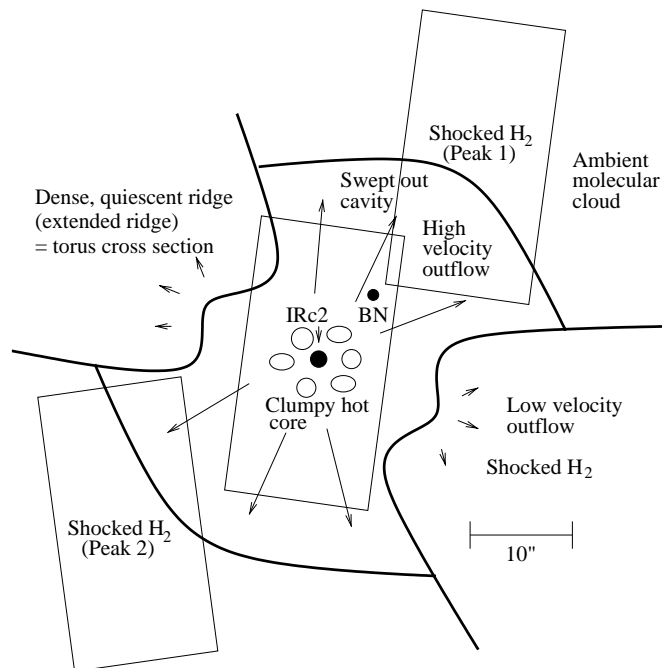 Shocked H2
(Peak 1)
Ambient
molecular
cloud
Swept out
cavity
Dense, quiescent ridge
(extended ridge)
= torus cross section
High
velocity
outflow
IRc2
BN
Clumpy hot
core
Low velocity
outflow
Shocked H2
Shocked H2
(Peak 2)
10"